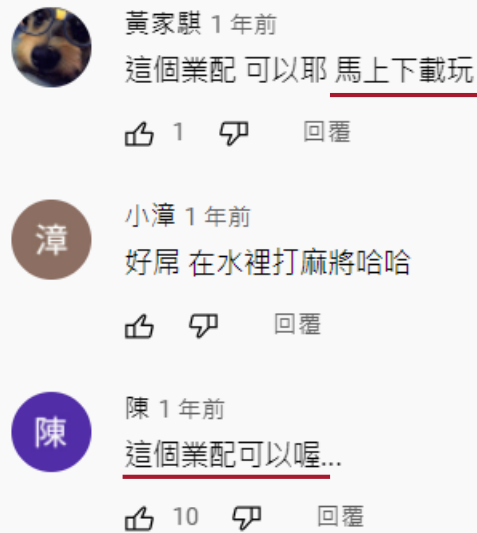 黃家騏 1 年前
這個業配 可以耶 馬上下載玩
1 回覆
漳
小漳 1 年前
好屌 在水裡打麻將哈哈
回覆
陳
陳 1 年前
這個業配可以喔...
10 回覆